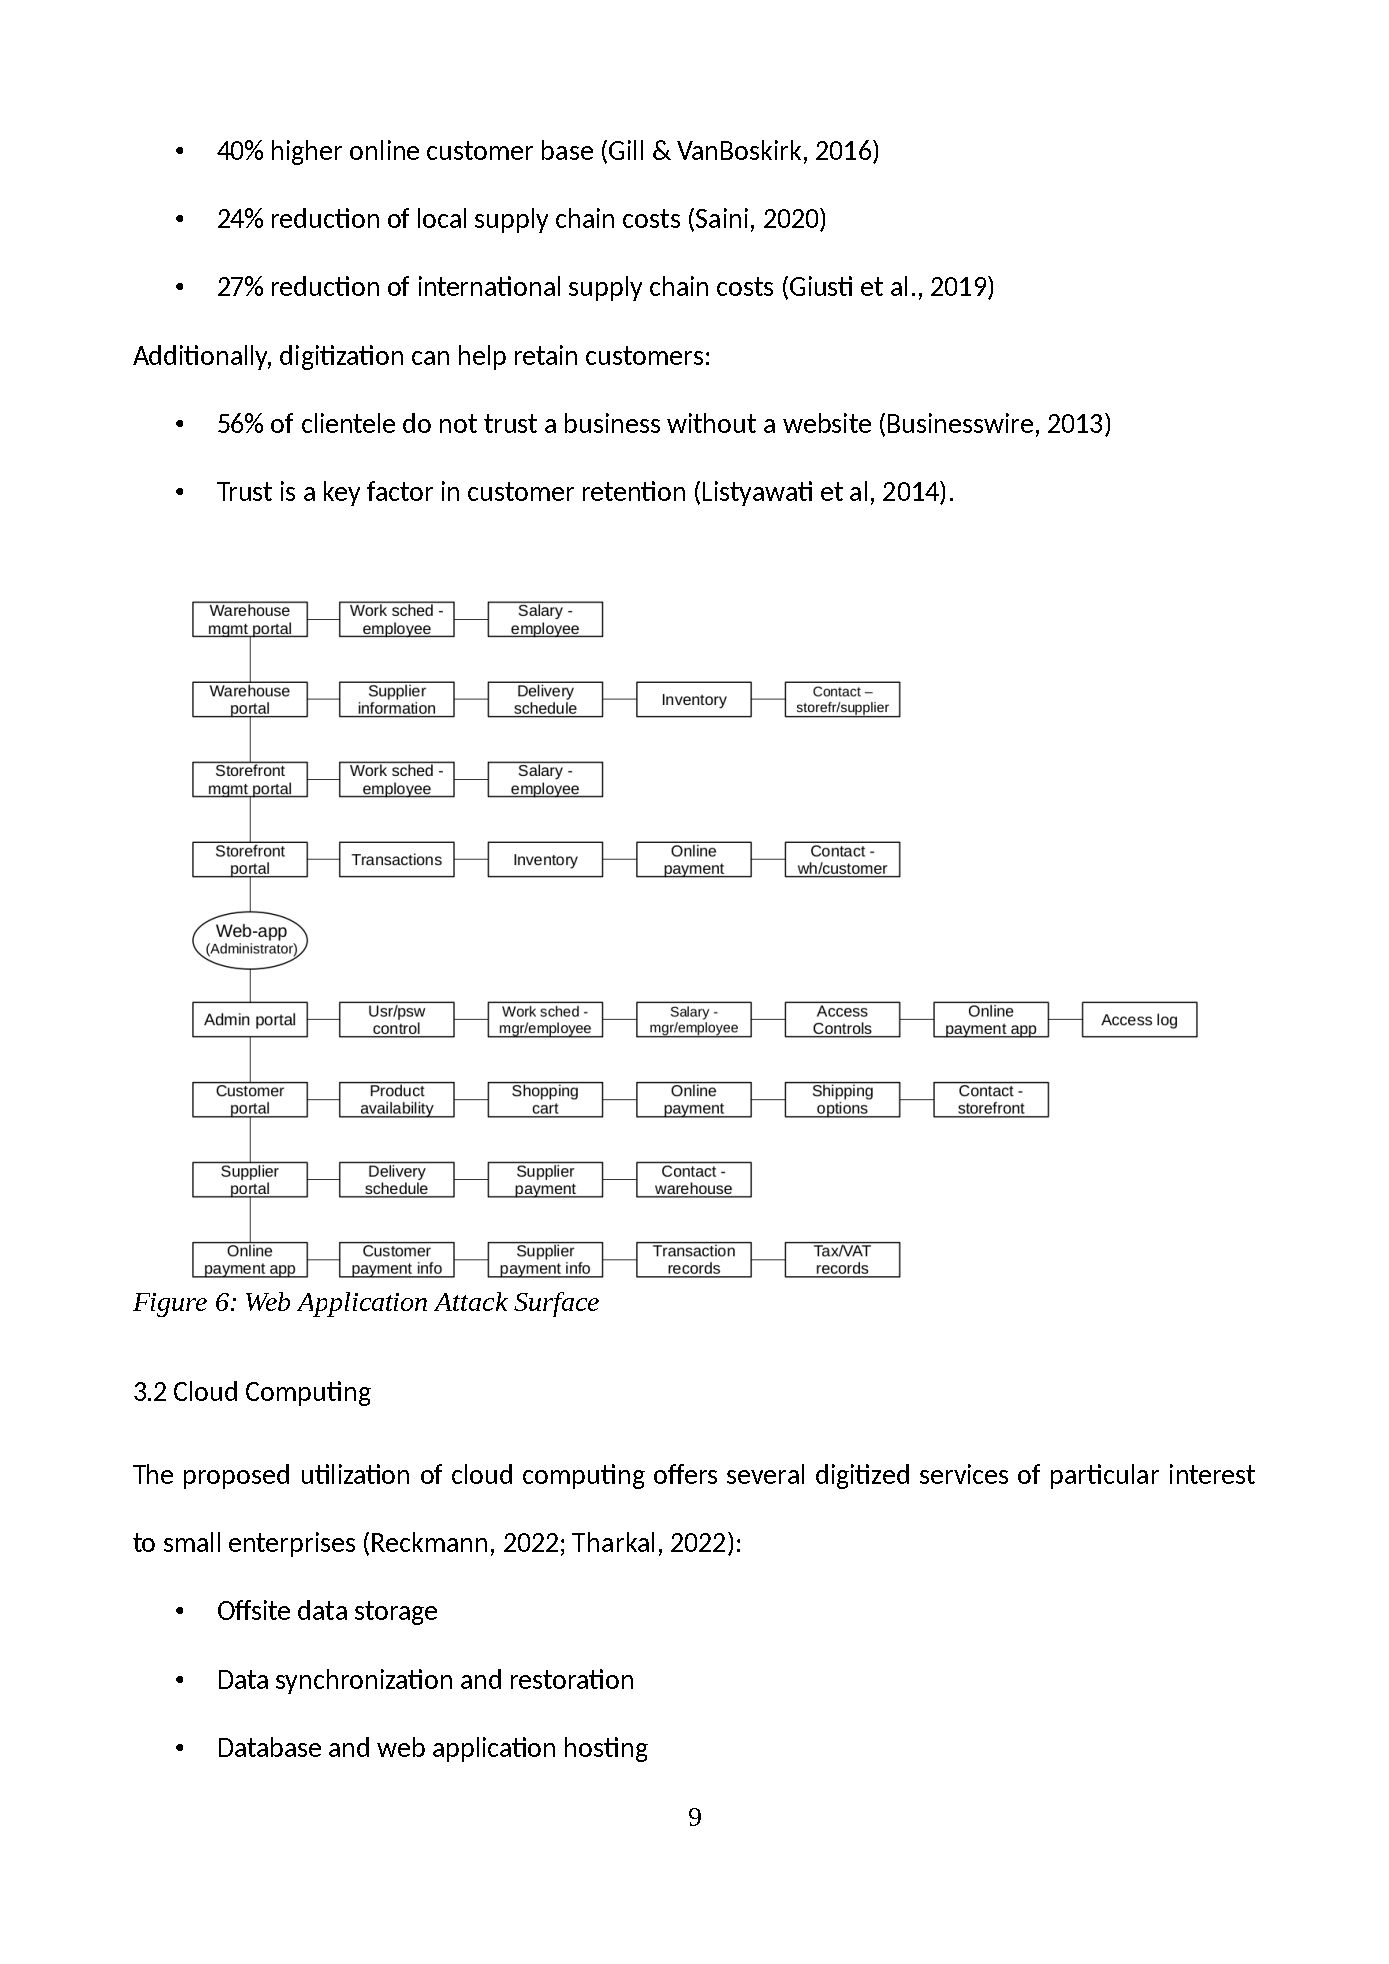 • 40% higher online customer base (Gill & VanBoskirk, 2016)
• 24% reduction of local supply chain costs (Saini, 2020)
• 27% reduction of international supply chain costs (Giusti et al., 2019)
Additionally, digitization can help retain customers:
• 56% of clientele do not trust a business without a website (Businesswire, 2013)
• Trust is a key factor in customer retention (Listyawati et al, 2014).
Warehouse mgmt portal
Work sched - employee
Salary - employee
Warehouse portal
Supplier information
Delivery schedule
Inventory
Contact – storefr/supplier
Storefront mgmt portal
Work sched - employee
Salary - employee
Storefront portal
Transactions
Inventory
Online payment
Contact - wh/customer
Web-app
(Administrator)
Admin portal
Usr/psw control
Work sched - mgr/employee
Salary - mgr/employee
Access Controls
Online payment app
Access log
Customer portal
Product availability
Shopping cart
Online payment
Shipping options
Contact - storefront
Supplier portal
Delivery schedule
Supplier payment
Contact - warehouse
Online payment app
Customer payment info
Supplier payment info
Transaction records
Tax/VAT records
Figure 6: Web Application Attack Surface
3.2 Cloud Computing
The proposed utilization of cloud computing offers several digitized services of particular interest
to small enterprises (Reckmann, 2022; Tharkal, 2022):
• Offsite data storage
• Data synchronization and restoration
• Database and web application hosting
9